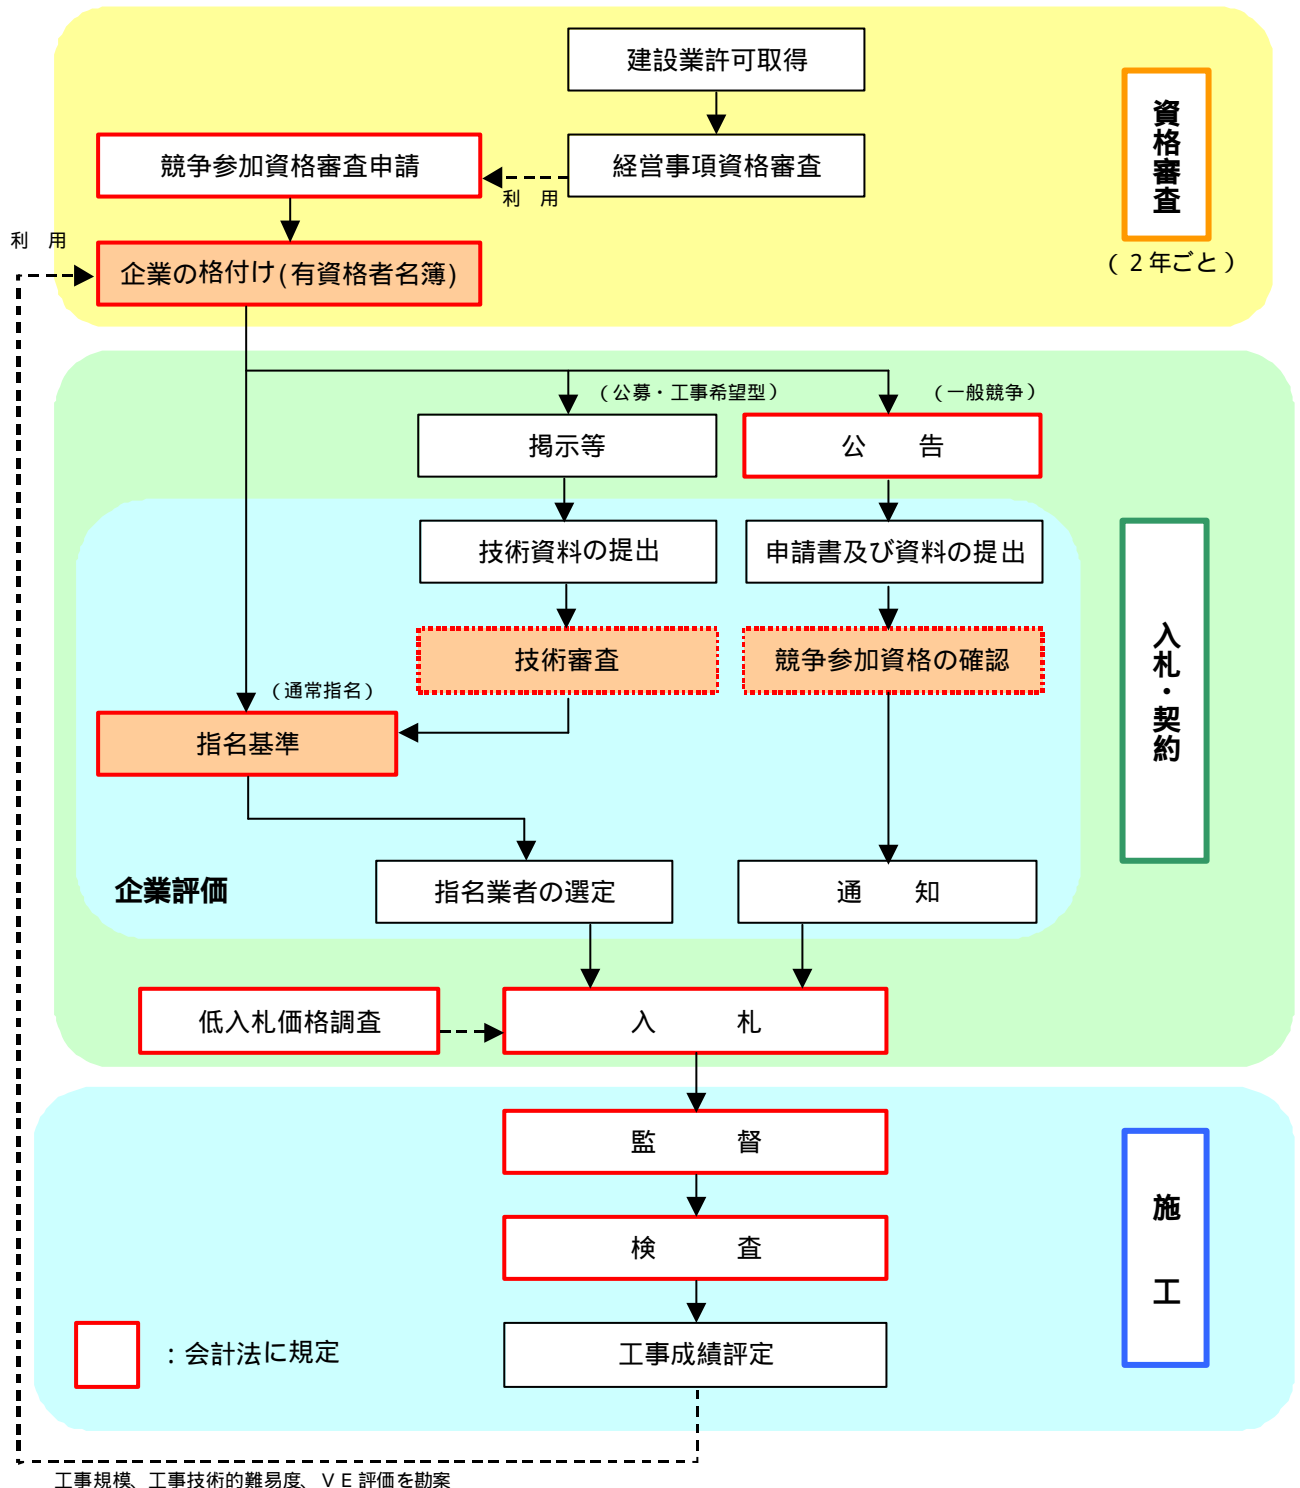 建設業許可取得
資格審査
競争参加資格審査申請
経営事項資格審査
利 用
利 用
企業の格付け(有資格者名簿)
(2年ごと)
(公募・工事希望型)
(一般競争)
掲示等
公 告
技術資料の提出
申請書及び資料の提出
入札・契約
技術審査
競争参加資格の確認
(通常指名)
指名基準
企業評価
指名業者の選定
通 知
低入札価格調査
入 札
監 督
施 工
検 査
:会計法に規定
工事成績評定
工事規模、工事技術的難易度、VE評価を勘案